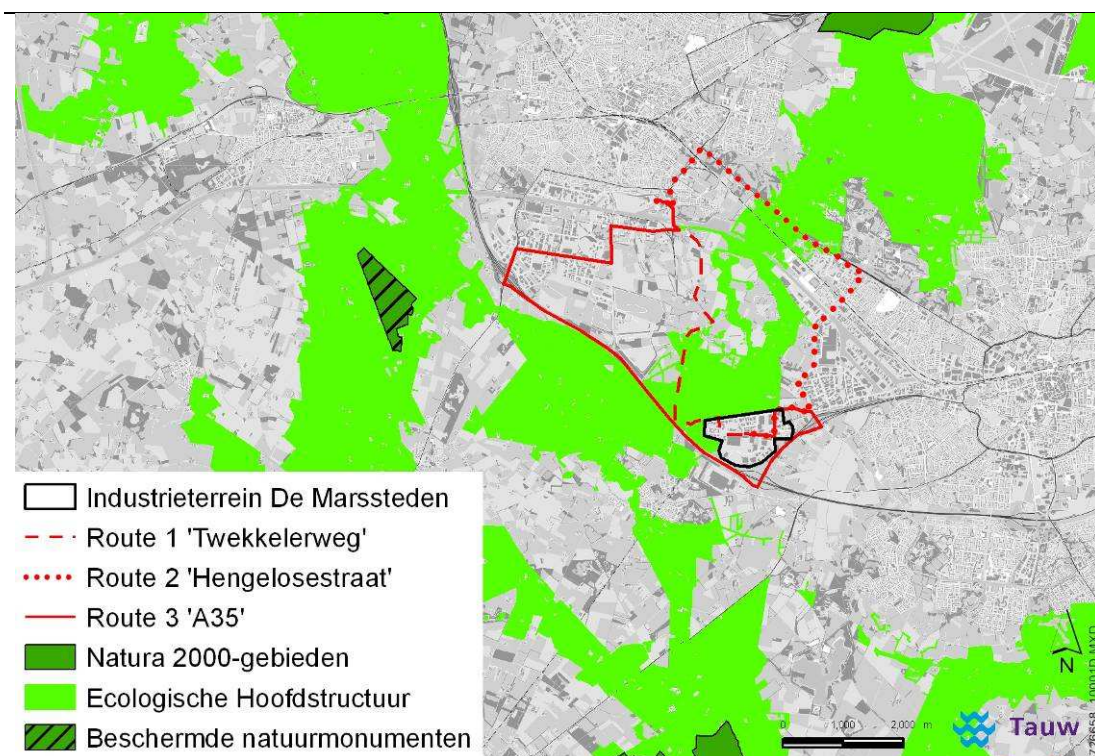 Industrieterrein De Marssteden
Route 1 'Twekkelerweg'
Route 2 'Hengelosestraat'
Route 3 'A35'
Natura 2000-gebieden
Ecologische Hoofdstructuur
Beschermde natuurmonmenten
N
0 1,000 2,000 m
Tauw